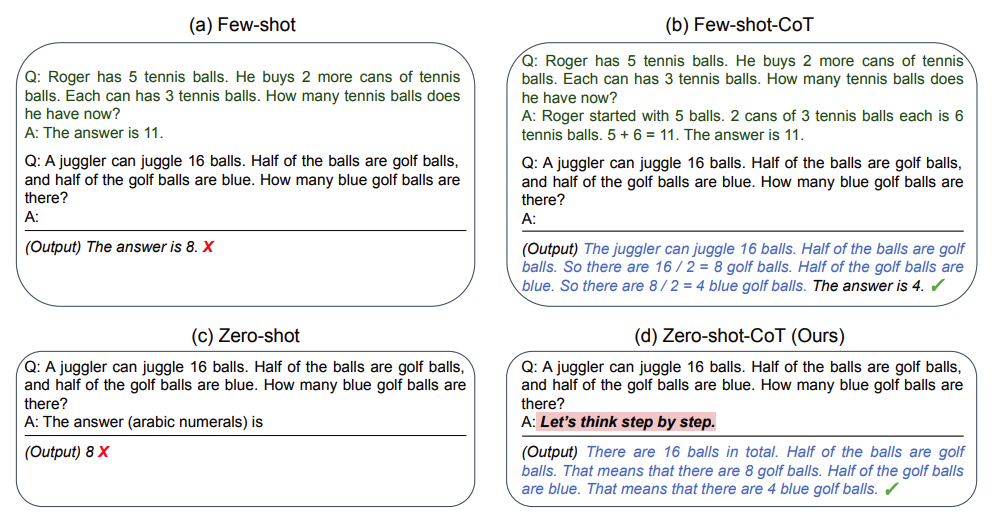 (a) Few-shot
Q: Roger has 5 tennis balls. He buys 2 more cans of tennis
balls. Each can has 3 tennis balls. How many tennis balls does
he have now?
A: The answer is 11.
Q: A juggler can juggle 16 balls. Half of the balls are golf balls,
and half of the golf balls are blue. How many blue golf balls are
there?
A:
(Output) The answer is 8. X
(b) Few-shot-CoT
Q: Roger has 5 tennis balls. He buys 2 more cans of tennis
balls. Each can has 3 tennis balls. How many tennis balls does
he have now?
A: Roger started with 5 balls. 2 cans of 3 tennis balls each is 6
tennis balls. 5 + 6 = 11. The answer is 11.
Q: A juggler can juggle 16 balls. Half of the balls are golf balls,
and half of the golf balls are blue. How many blue golf balls are
there?
A:
(Output) The juggler can juggle 16 balls. Half of the balls are golf
balls. So there are 16 / 2 = 8 golf balls. Half of the golf balls are
blue. So there are 8 / 2 = 4 blue golf balls. The answer is 4. ✓
(c) Zero-shot
Q: A juggler can juggle 16 balls. Half of the balls are golf balls,
and half of the golf balls are blue. How many blue golf balls are
there?
A: The answer (arabic numerals) is
(Output) 8 X
(d) Zero-shot-CoT (Ours)
Q: A juggler can juggle 16 balls. Half of the balls are golf balls,
and half of the golf balls are blue. How many blue golf balls are
there?
A: Let's think step by step.
(Output) There are 16 balls in total. Half of the balls are golf
balls. That means that there are 8 golf balls. Half of the golf balls
are blue. That means that there are 4 blue golf balls. ✓